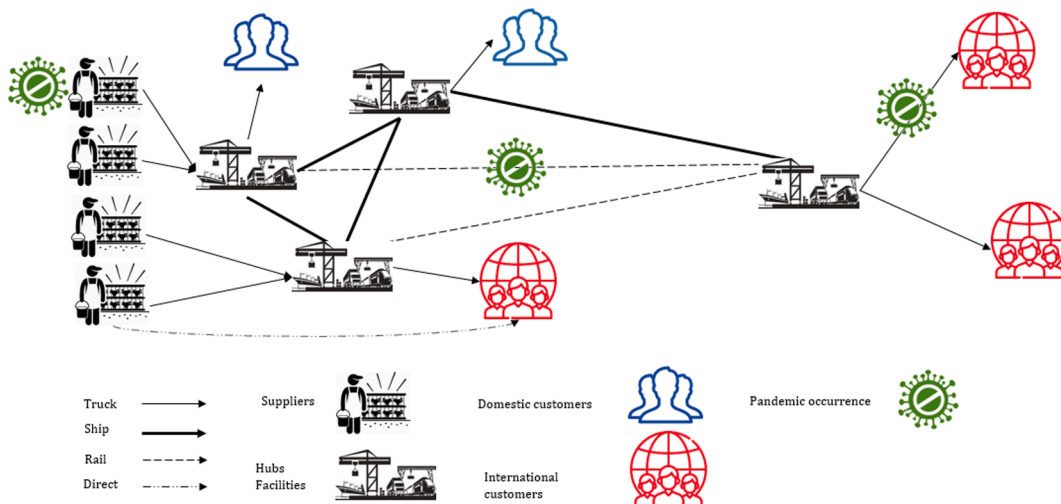 Truck
Suppliers
Domestic customers
Pandemic occurrence
Ship
Rail
Hubs
Facilities
International
customers
Direct